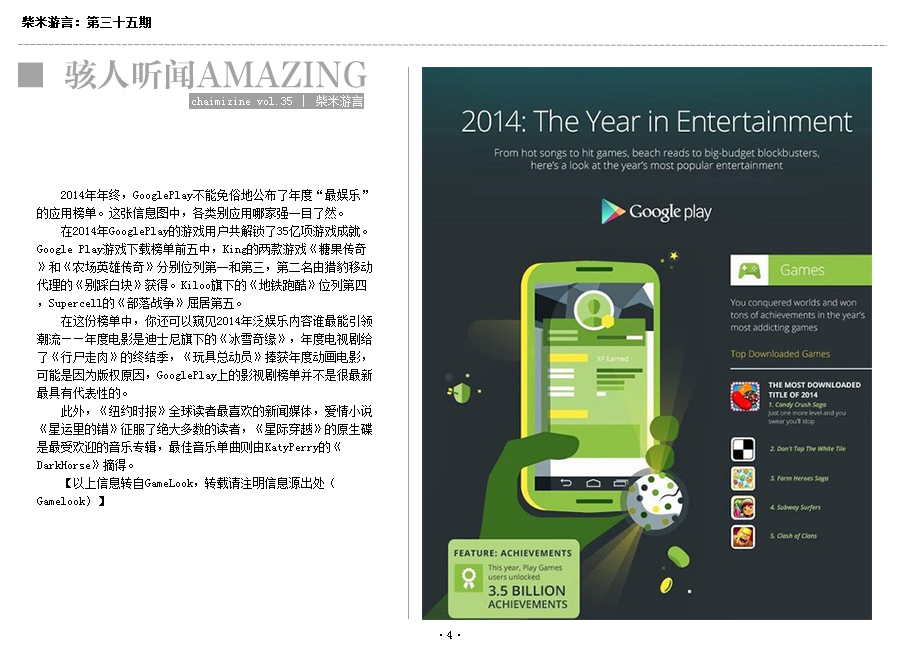 柴米游言：第三十五期
骇人听闻AMAZING
chaimizine vol.35 | 柴米游言
2014年年终，GooglePlay不能免俗地公布了年度“最娱乐”
的应用榜单。这张信息图中，各类别应用哪家强一目了然。
在2014年GooglePlay的游戏用户共解锁了35亿项游戏成就。
Google Play游戏下载榜单前五中，King的两款游戏《糖果传奇
》和《农场英雄传奇》分别位列第一和第三，第二名由猎豹移动
代理的《别踩白块》获得。Kiloo旗下的《地铁跑酷》位列第四
，Supercell的《部落战争》屈居第五。
在这份榜单中，你还可以窥见2014年泛娱乐内容谁最能引领
潮流——年度电影是迪士尼旗下的《冰雪奇缘》，年度电视剧给
了《行尸走肉》的终结季，《玩具总动员》捧获年度动画电影，
可能是因为版权原因，GooglePlay上的影视剧榜单并不是很最新
最具有代表性的。
此外，《纽约时报》全球读者最喜欢的新闻媒体，爱情小说
《星运里的错》征服了绝大多数的读者，《星际穿越》的原生碟
是最受欢迎的音乐专辑，最佳音乐单曲则由KatyPerry的《
DarkHorse》摘得。
【以上信息转自GameLook，转载请注明信息源出处（
Gamelook）】
2014: The Year in Entertainment
From hot songs to hit games, beach reads to big-budget blockbusters,
here's a look at the year's most popular entertainment
Google play
Games
You conquered worlds and won
tons of achievements in the year's
most addicting games
Top Downloaded Games
THE MOST DOWNLOADED
TITLE OF 2014
1. Candy Crush Saga
Just one more level and you
swear you'll stop
2. Don't Tap The White Tile
3. Farm Heroes Saga
4. Subway Surfers
5. Clash of Clans
XP Earned
FEATURE: ACHIEVEMENTS
This year, Play Games
users unlocked
3.5 BILLION
ACHIEVEMENTS
·4·